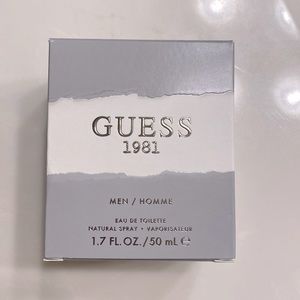 GUESS
1981
MEN / HOMME
EAU DE TOILETTE
NATURAL SPRAY • VAPORISATEUR
1.7 FL. OZ. / 50 mL ℮